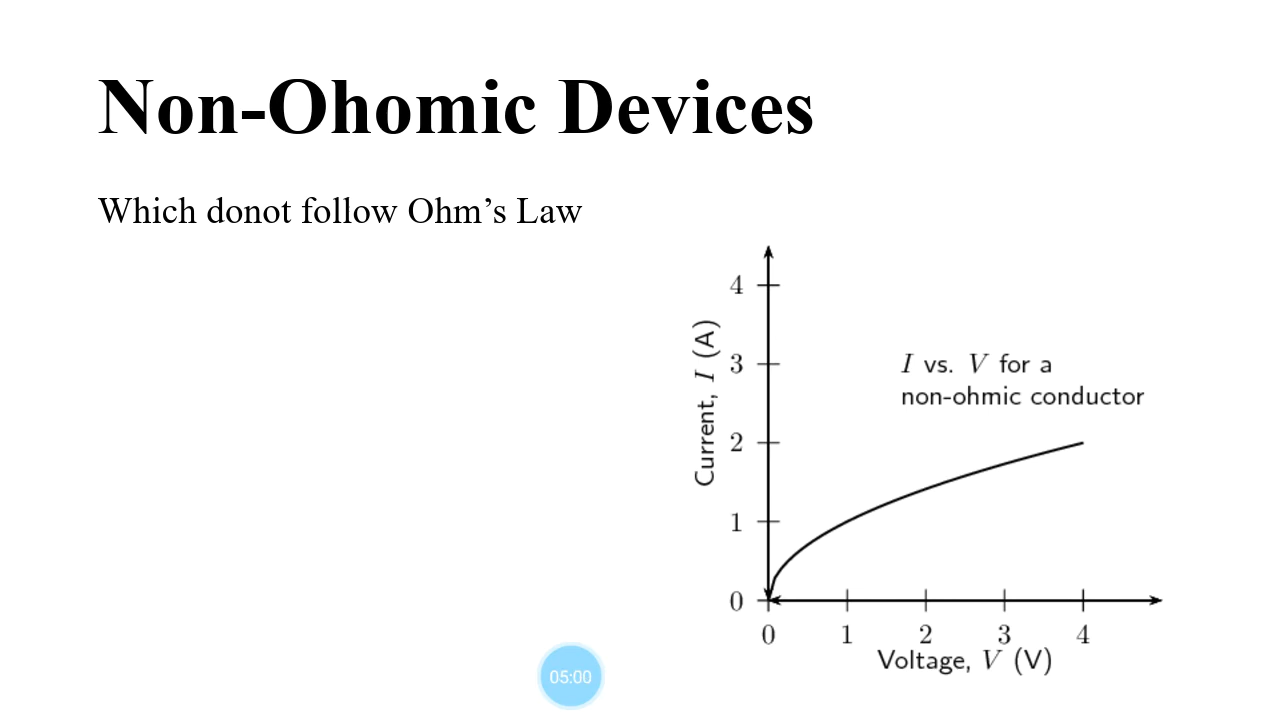 Non-Ohomic Devices
Which donot follow Ohm’s Law
4
3
2
1
0
Current, I (A)
I vs. V for a
non-ohmic conductor
0 1 2 3 4
Voltage, V (V)
05:00